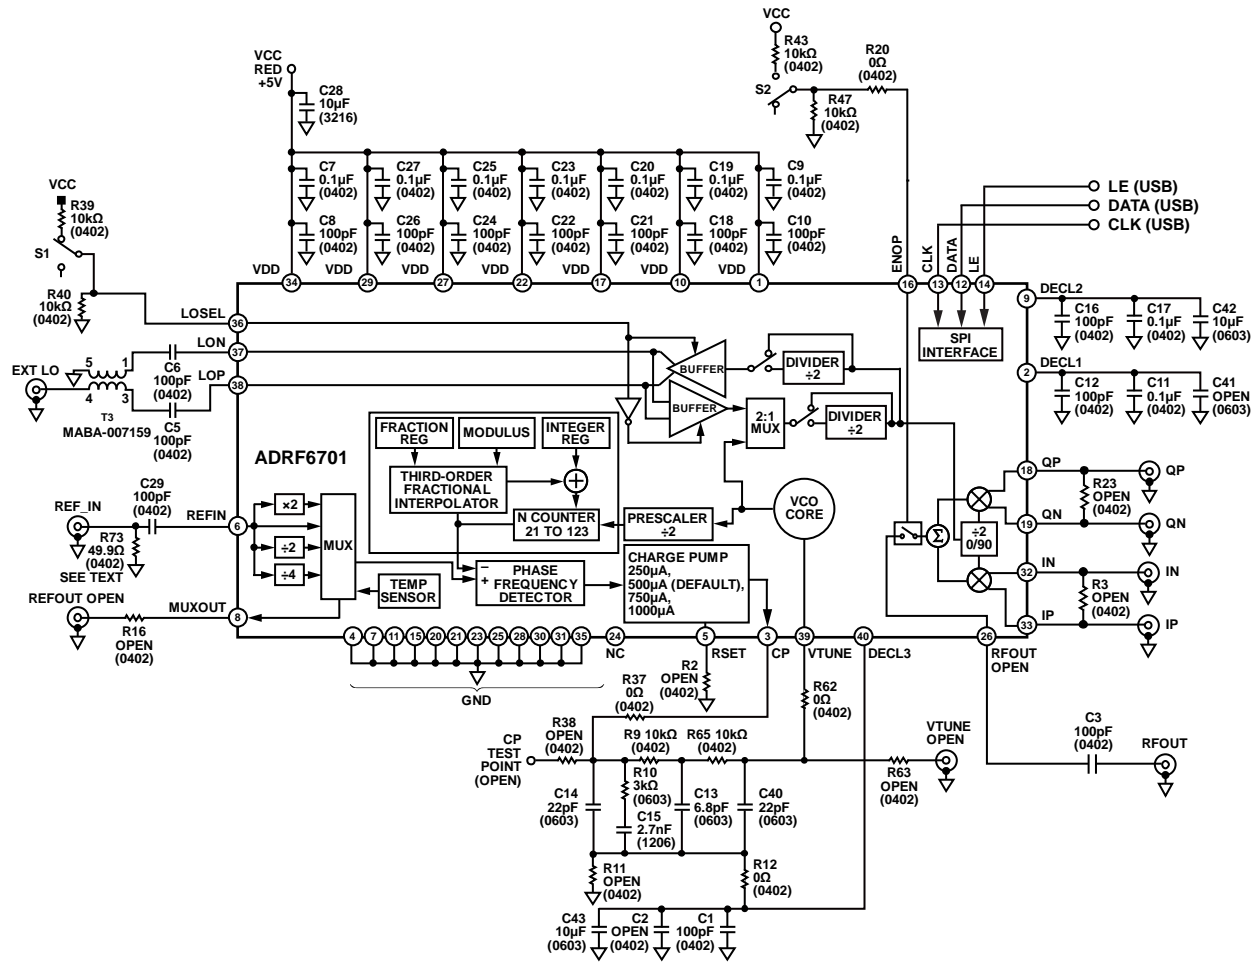 VCC
RED
+5V
C28
10µF
(3216)
VCC
R43
10kΩ
(0402)
S2
R47
10kΩ
(0402)
R20
0Ω
(0402)
C7
0.1µF
(0402)
C27
0.1µF
(0402)
C25
0.1µF
(0402)
C23
0.1µF
(0402)
C20
0.1µF
(0402)
C19
0.1µF
(0402)
C9
0.1µF
(0402)
C8
100pF
(0402)
C26
100pF
(0402)
C24
100pF
(0402)
C22
100pF
(0402)
C21
100pF
(0402)
C18
100pF
(0402)
C10
100pF
(0402)
LE (USB)
DATA (USB)
CLK (USB)
VCC
R39
10kΩ
(0402)
S1
R40
10kΩ
(0402)
VDD
34
VDD
29
VDD
27
VDD
22
VDD
17
VDD
10
VDD
1
ENOP
16
CLK
13
DATA
12
LE
14
SPI
INTERFACE
9
DECL2
C16
100pF
(0402)
C17
0.1µF
(0402)
C42
10µF
(0603)
2
DECL1
C12
100pF
(0402)
C11
0.1µF
(0402)
C41
OPEN
(0603)
LOSEL
36
LON
37
LOP
38
EXT LO
5
1
4
3
T3
MABA-007159
C6
100pF
(0402)
C5
100pF
(0402)
BUFFER
BUFFER
DIVIDER
÷2
2:1
MUX
DIVIDER
÷2
ADRF6701
FRACTION
REG
MODULUS
INTEGER
REG
THIRD-ORDER
FRACTIONAL
INTERPOLATOR
+
N COUNTER
21 TO 123
PRESCALER
÷2
VCO
CORE
REF_IN
C29
100pF
(0402)
R73
49.9Ω
(0402)
SEE TEXT
REFIN
6
×2
÷2
÷4
MUX
TEMP
SENSOR
−
+
PHASE
FREQUENCY
DETECTOR
CHARGE PUMP
250µA,
500µA (DEFAULT),
750µA,
1000µA
Σ
÷2
0/90
18
QP
19
QN
R23
OPEN
(0402)
QP
QN
32
IN
33
IP
R3
OPEN
(0402)
IN
IP
REFOUT OPEN
R16
OPEN
(0402)
MUXOUT
8
4
7
11
15
20
21
23
25
28
30
31
35
24
NC
GND
5
RSET
3
CP
39
VTUNE
40
DECL3
26
RFOUT
OPEN
R2
OPEN
(0402)
R37
0Ω
(0402)
R62
0Ω
(0402)
CP
TEST
POINT
(OPEN)
R38
OPEN
(0402)
R9 10kΩ
(0402)
R65 10kΩ
(0402)
R63
OPEN
(0402)
VTUNE
OPEN
C3
100pF
(0402)
RFOUT
C14
22pF
(0603)
R10
3kΩ
(0603)
C15
2.7nF
(1206)
C13
6.8pF
(0603)
C40
22pF
(0603)
R11
OPEN
(0402)
R12
0Ω
(0402)
C43
10µF
(0603)
C2
OPEN
(0402)
C1
100pF
(0402)